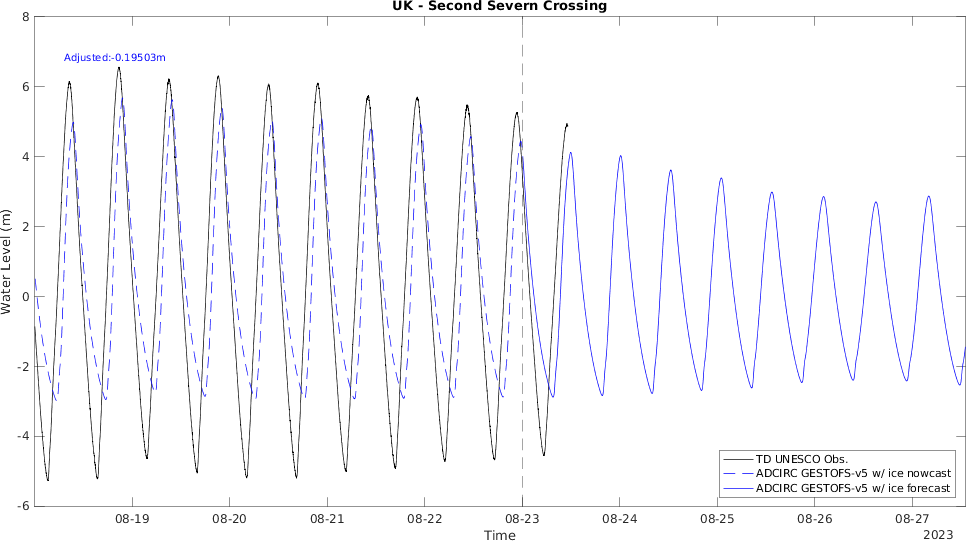 UK - Second Severn Crossing
Adjusted:-0.19503m
8
6
4
2
0
-2
-4
-6
Water Level (m)
08-19 08-20 08-21 08-22 08-23 08-24 08-25 08-26 08-27
Time
2023
TD UNESCO Obs.
ADCIRC GESTOFS-v5 w/ ice nowcast
ADCIRC GESTOFS-v5 w/ ice forecast